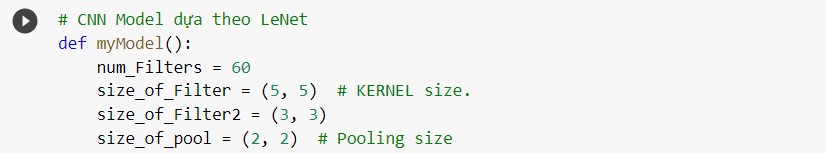 # CNN Model dựa theo LeNet
def myModel():
    num_Filters = 60
    size_of_Filter = (5, 5)  # KERNEL size.
    size_of_Filter2 = (3, 3)
    size_of_pool = (2, 2)  # Pooling size